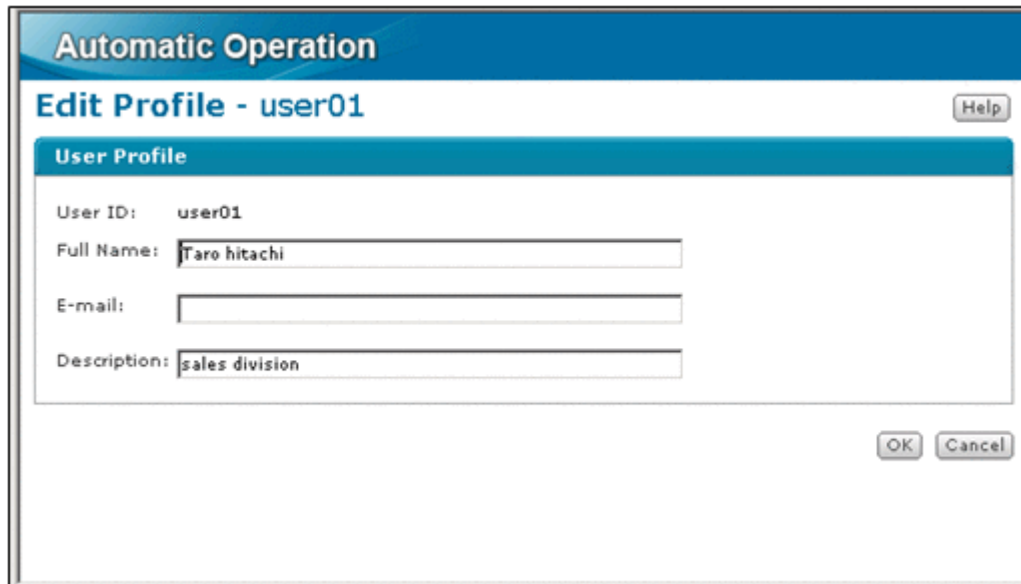 Automatic Operation
Edit Profile - user01
Help
User Profile
User ID: user01
Full Name: Taro hitachi
E-mail:
Description: sales division
OK Cancel